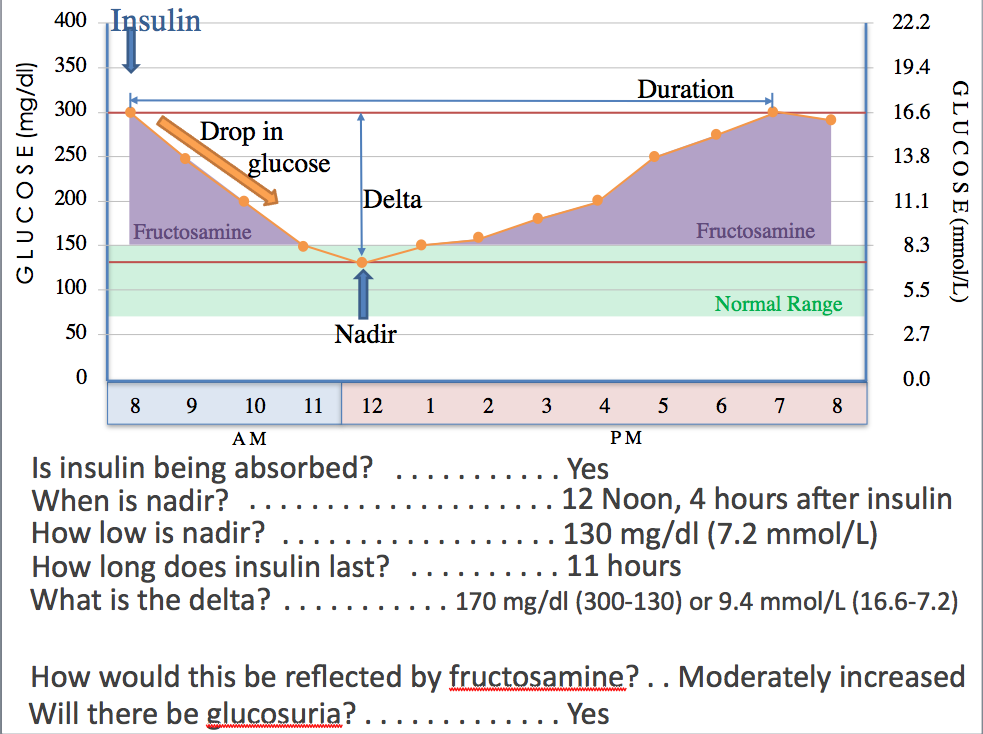 Insulin
400
350
300
250
200
150
100
50
0
GLUCOSE (mg/dl)
22.2
19.4
16.6
13.8
11.1
8.3
5.5
2.7
0.0
GLUCOSE (mmol/L)
Duration
Drop in
glucose
Delta
Fructosamine
Fructosamine
Normal Range
Nadir
8 9 10 11 12 1 2 3 4 5 6 7 8
AM PM
Is insulin being absorbed? . . . . . . . . . . . Yes
When is nadir? . . . . . . . . . . . . . . . . . . . . . 12 Noon, 4 hours after insulin
How low is nadir? . . . . . . . . . . . . . . . . . . . 130 mg/dl (7.2 mmol/L)
How long does insulin last? . . . . . . . . . . 11 hours
What is the delta? . . . . . . . . . . . 170 mg/dl (300-130) or 9.4 mmol/L (16.6-7.2)
How would this be reflected by fructosamine? . . Moderately increased
Will there be glucosuria? . . . . . . . . . . . . . Yes